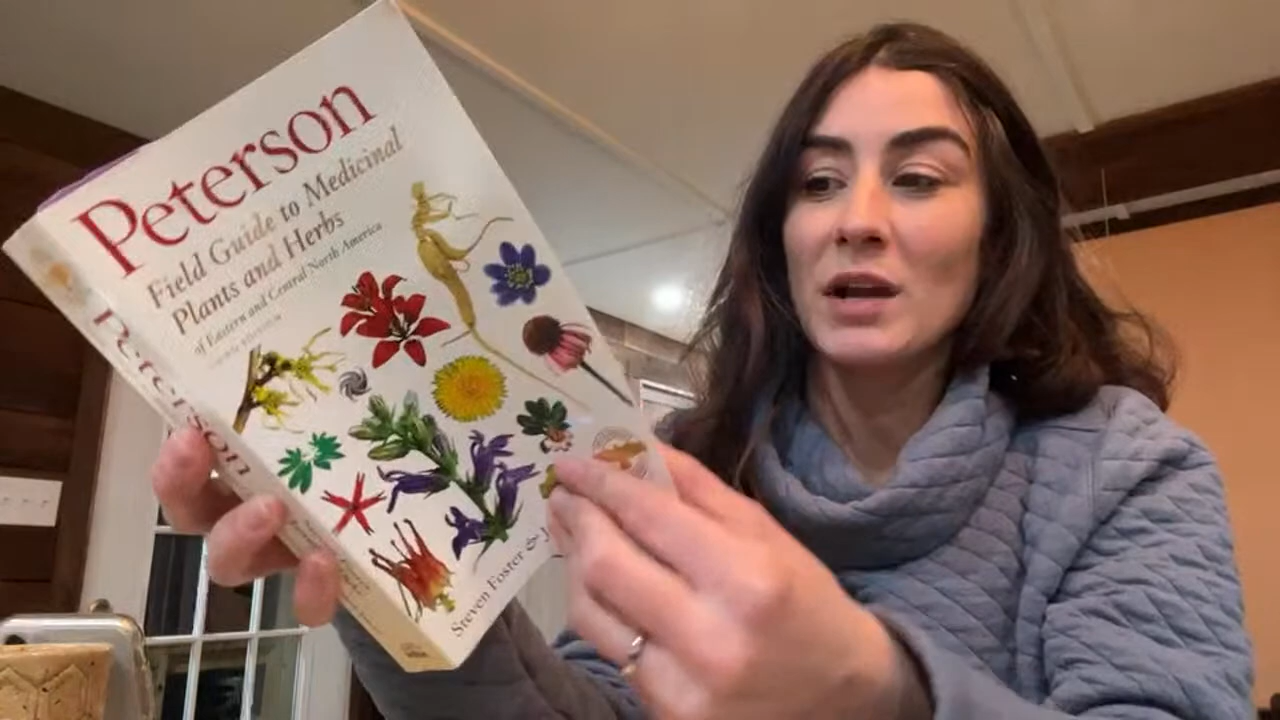 Peterson
Field Guide to Medicinal
Plants and Herbs
of Eastern and Central North America
Steven Foster &
Peterson